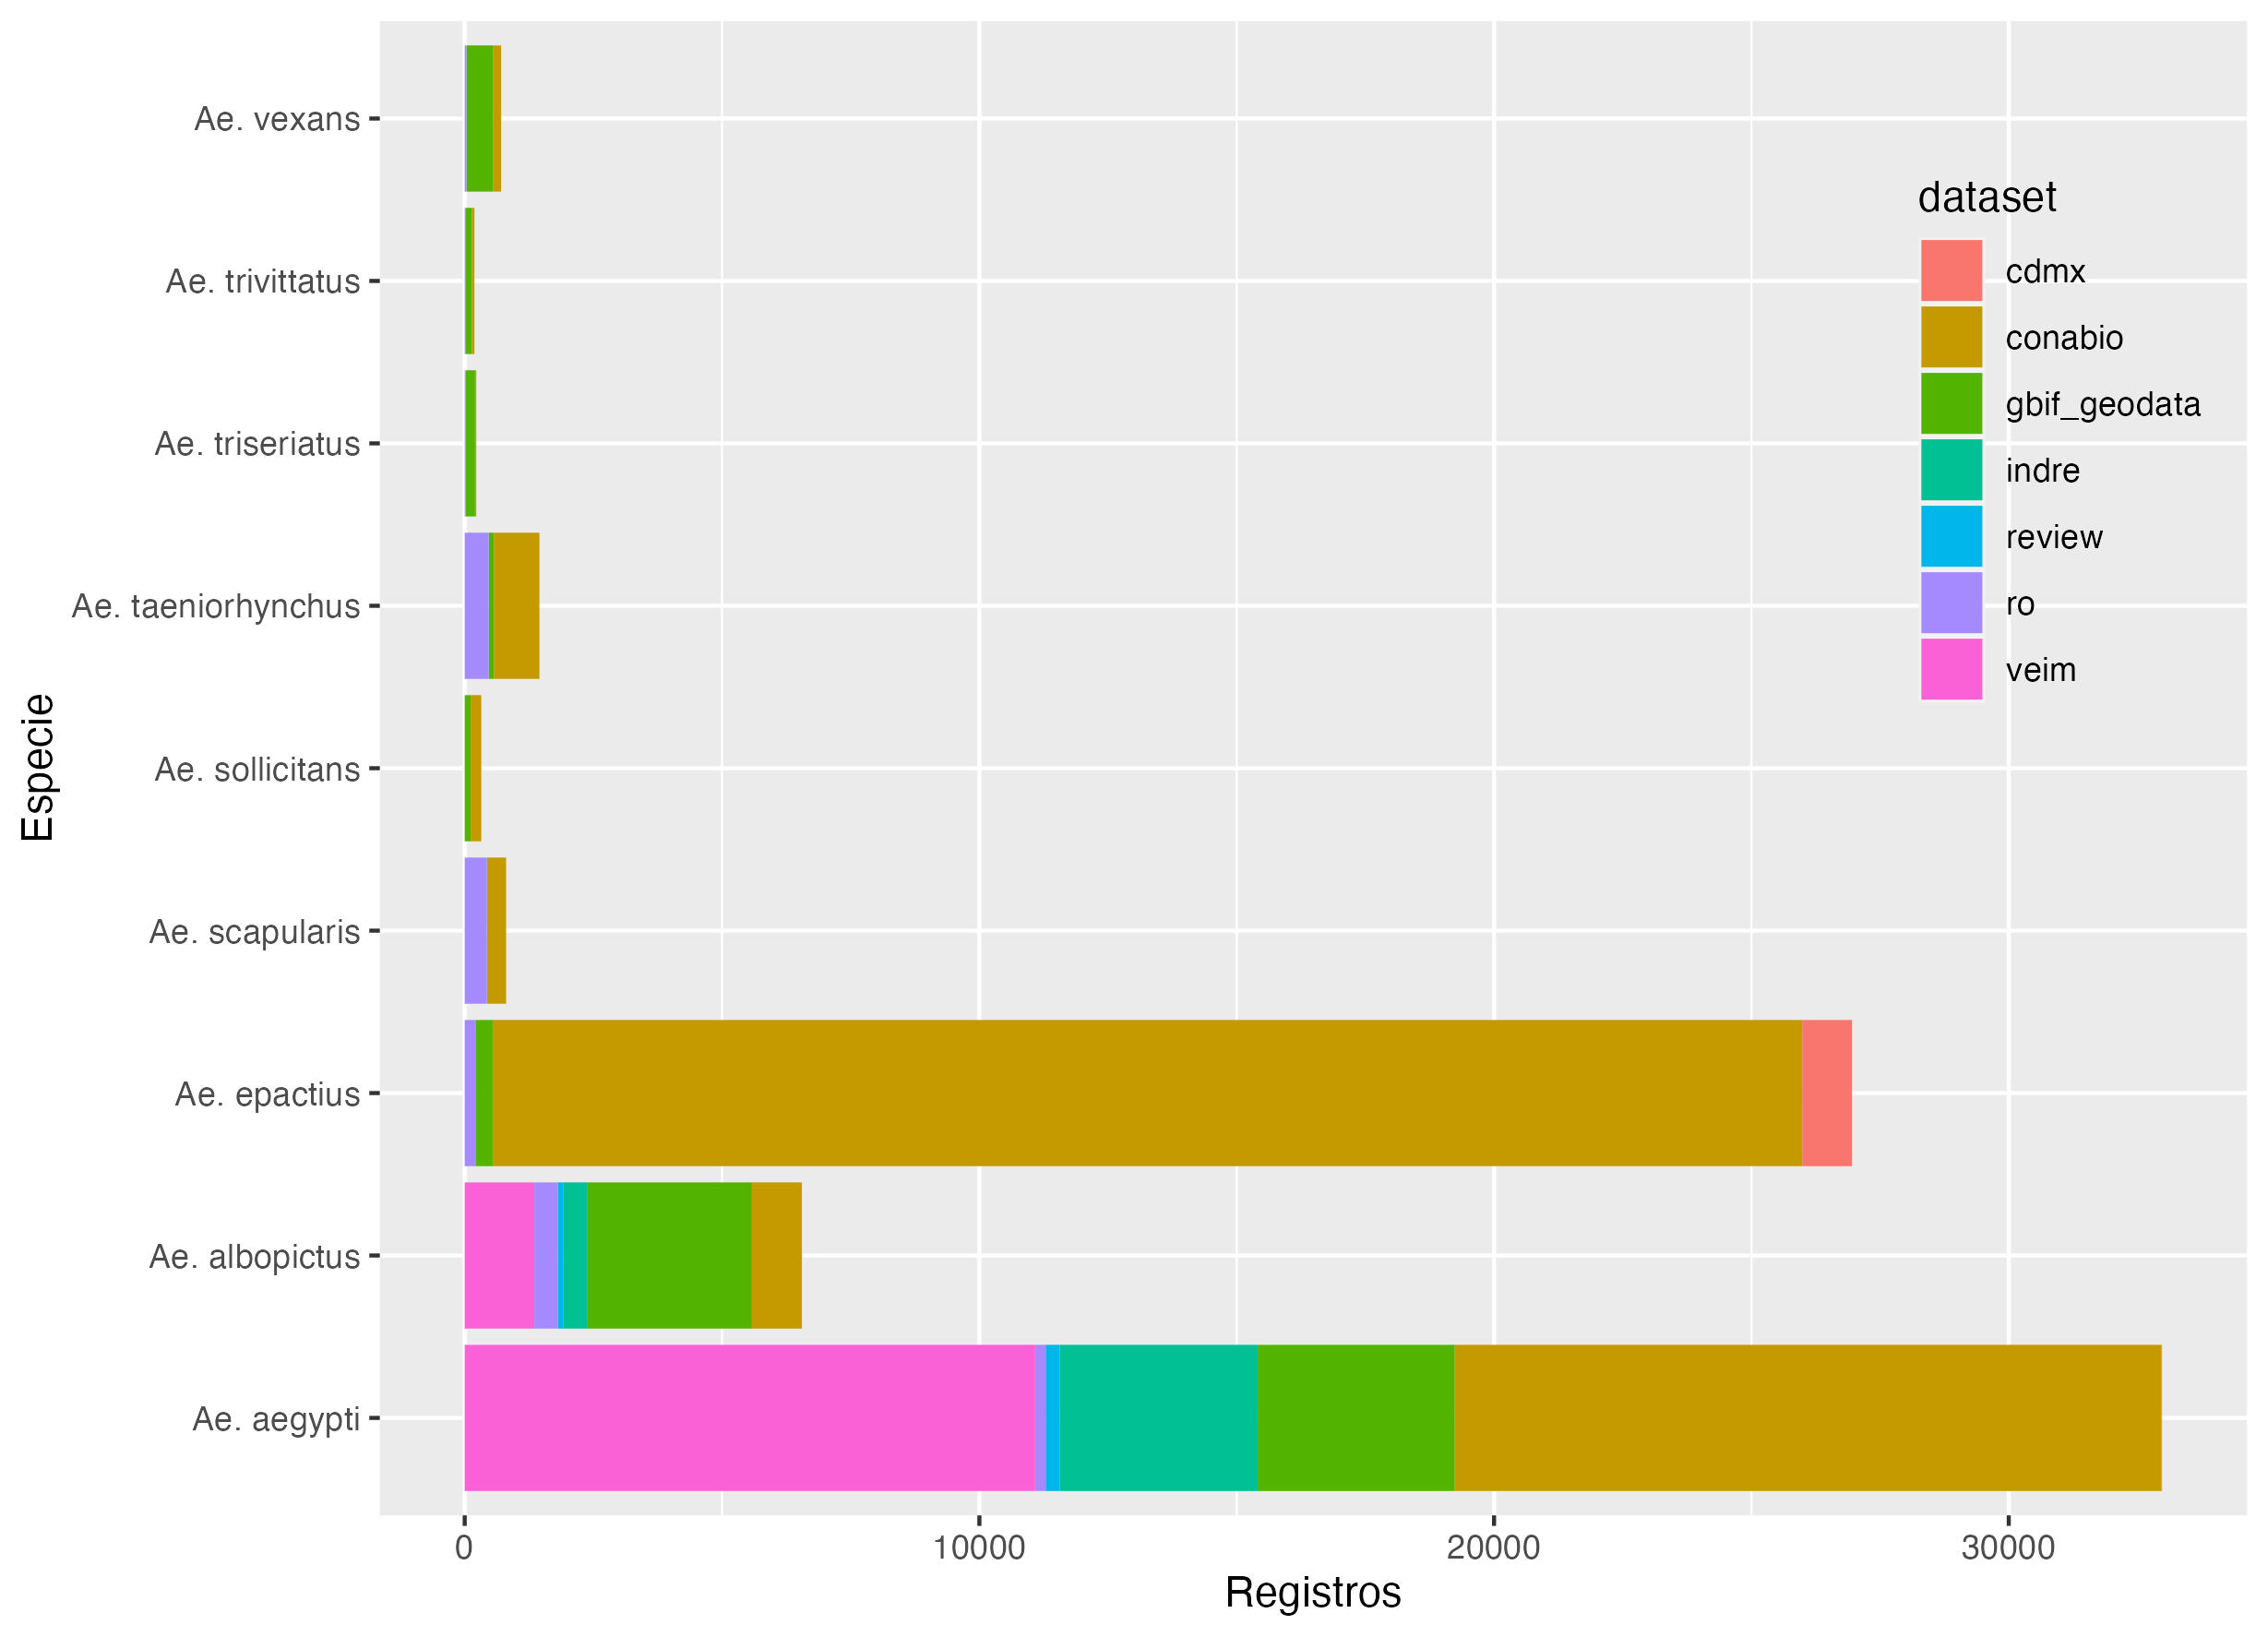 Especie
Ae. vexans
Ae. trivittatus
Ae. triseriatus
Ae. taeniorhynchus
Ae. sollicitans
Ae. scapularis
Ae. epactius
Ae. albopictus
Ae. aegypti
0 10000 20000 30000
Registros
dataset
cdmx
conabio
gbif_geodata
indre
review
ro
veim